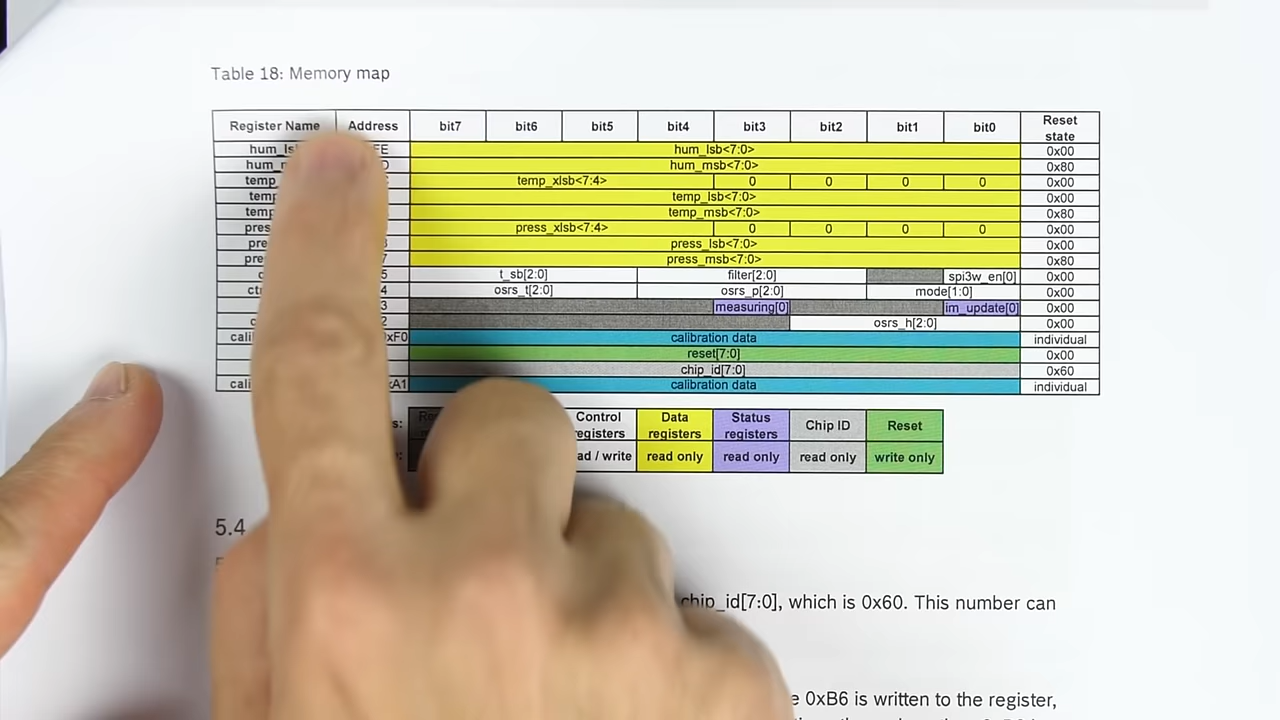 Table 18: Memory map
Register Name Address bit7 bit6 bit5 bit4 bit3 bit2 bit1 bit0 Reset state
hum_lsb<7:0> 0x00
hum_msb<7:0> 0x80
temp_xlsb<7:4> 0 0 0 0 0x00
temp_lsb<7:0> 0x00
temp_msb<7:0> 0x80
press_xlsb<7:4> 0 0 0 0 0x00
press_lsb<7:0> 0x00
press_msb<7:0> 0x80
t_sb[2:0] filter[2:0] spi3w_en[0] 0x00
osrs_t[2:0] osrs_p[2:0] mode[1:0] 0x00
measuring[0] im_update[0] 0x00
osrs_h[2:0] 0x00
calibration data individual
reset[7:0] 0x00
chip_id[7:0] 0x60
calibration data individual
Control registers Data registers Status registers Chip ID Reset
read only read only read only write only
5.4
chip_id[7:0], which is 0x60. This number can
0xB6 is written to the register,